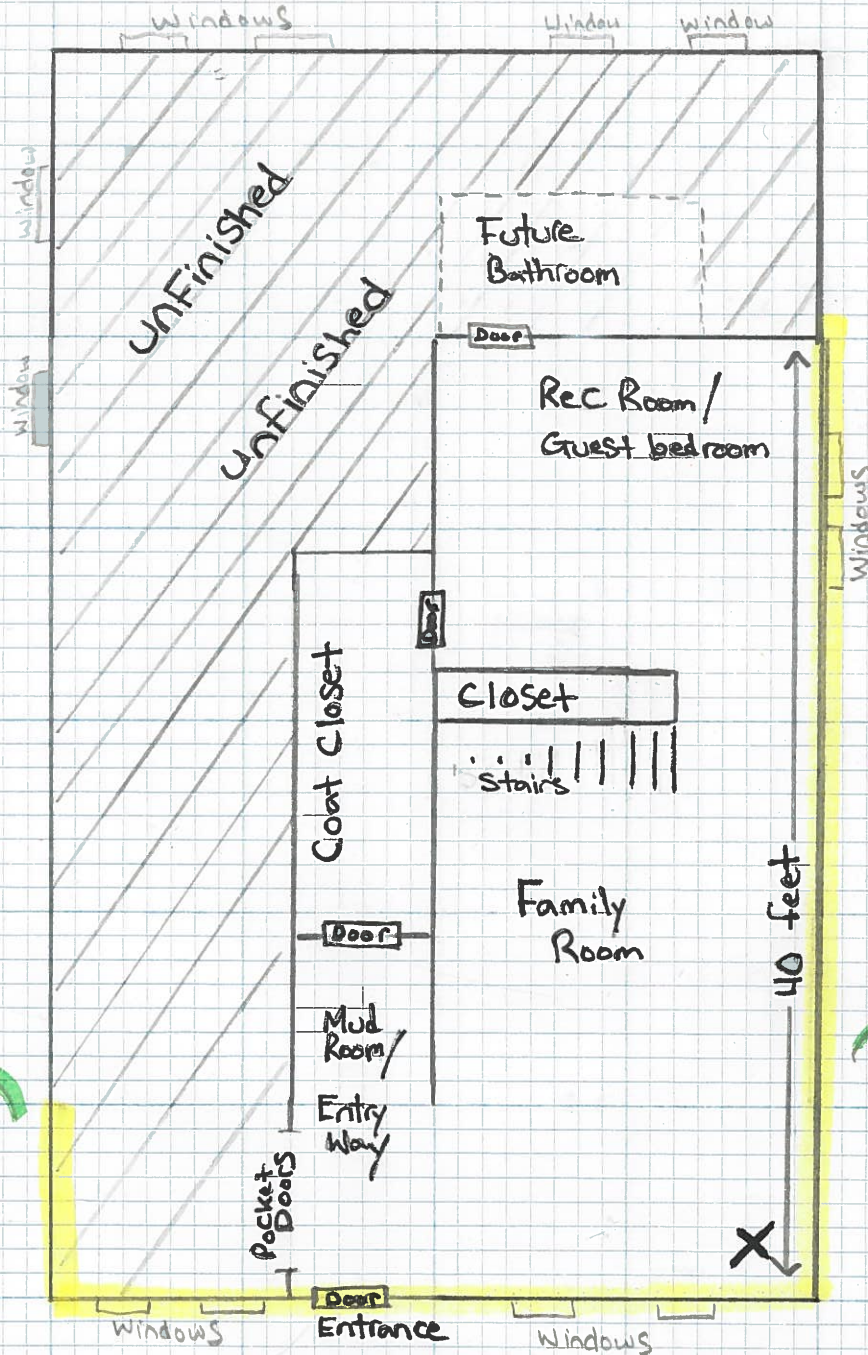 Windows
Window
Window
Window
UnFinished
Future
Bathroom
Door
Window
UnFinished
Rec Room/
Guest bedroom
Windows
Door
Coat Closet
Closet
Stairs
40 feet
Family
Room
Door
Mud
Room/
Entry
Way
Pocket
Doors
X
Door
Entrance
Windows
Windows